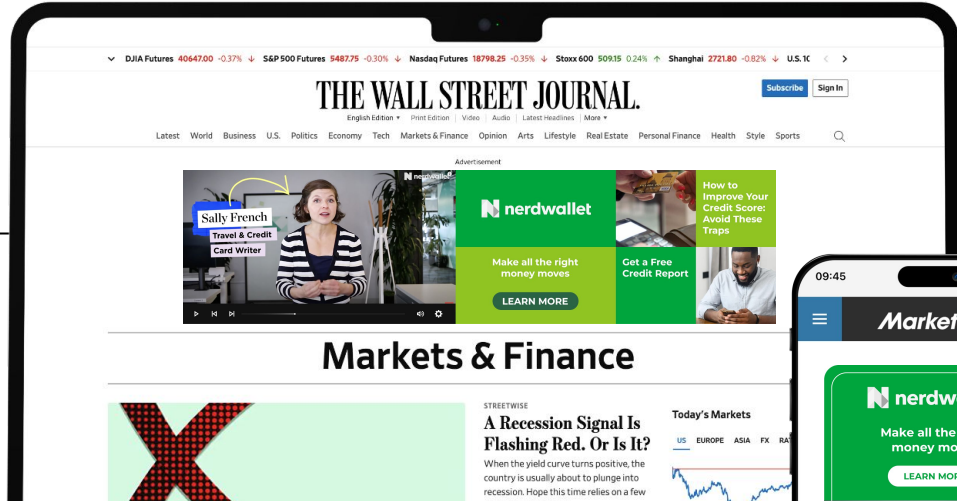 DJIA Futures 40647.00 -0.37% ↓ S&P 500 Futures 5487.75 -0.30% ↓ Nasdaq Futures 18798.25 -0.35% ↓ Stoxx 600 509.15 0.24% ↑ Shanghai 2721.80 -0.82% ↓ U.S. 1
THE WALL STREET JOURNAL.
Subscribe Sign In
English Edition ▾ Print Edition | Video | Audio | Latest Headlines | More ▾
Latest World Business U.S. Politics Economy Tech Markets & Finance Opinion Arts Lifestyle Real Estate Personal Finance Health Style Sports
Advertisement
nerdwallet
Sally French
Travel & Credit
Card Writer
nerdwallet
Make all the right
money moves
LEARN MORE
How to
Improve Your
Credit Score:
Avoid These
Traps
Get a Free
Credit Report
Markets & Finance
STREETWISE
A Recession Signal Is
Flashing Red. Or Is It?
When the yield curve turns positive, the
country is usually about to plunge into
recession. Hope this time relies on a few
Today's Markets
US EUROPE ASIA FX RA
09:45
Market
nerdw
Make all the
money mo
LEARN MOR